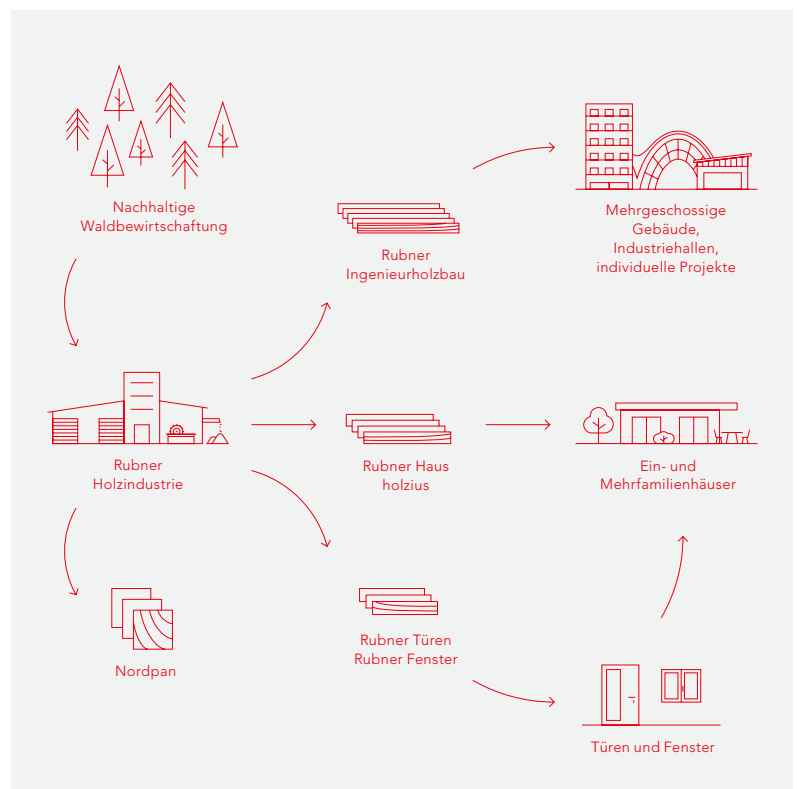 Nachhaltige
Waldbewirtschaftung
Rubner
Ingenieurholzbau
Mehrgeschossige
Gebäude,
Industriehallen,
individuelle Projekte
Rubner
Holzindustrie
Rubner Haus
holzius
Ein- und
Mehrfamilienhäuser
Nordpan
Rubner Türen
Rubner Fenster
Türen und Fenster